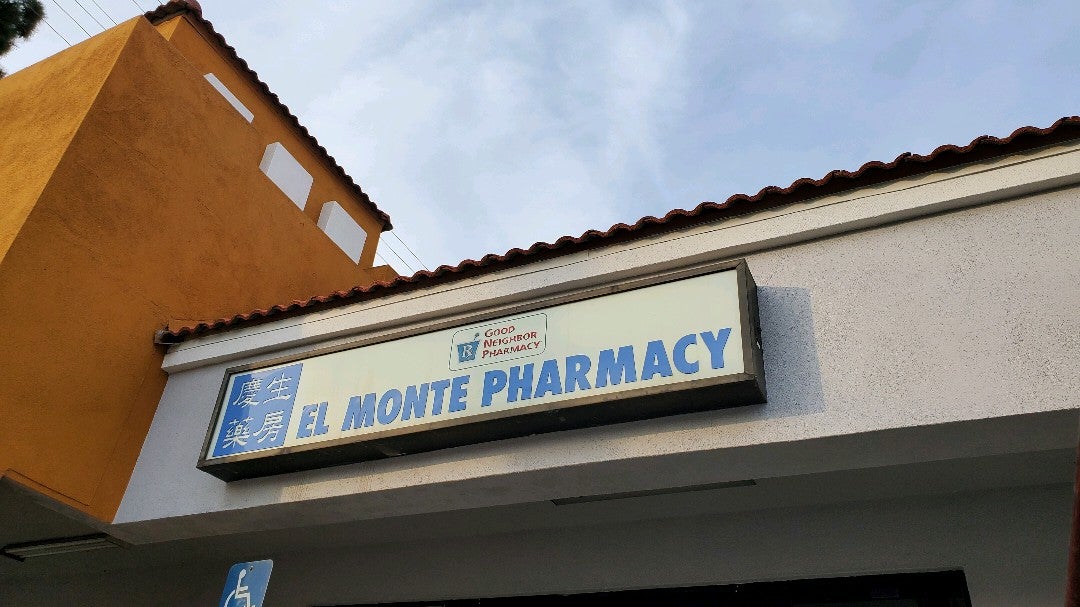 慶生
藥房
GOOD
NEIGHBOR
PHARMACY
R
EL MONTE PHARMACY